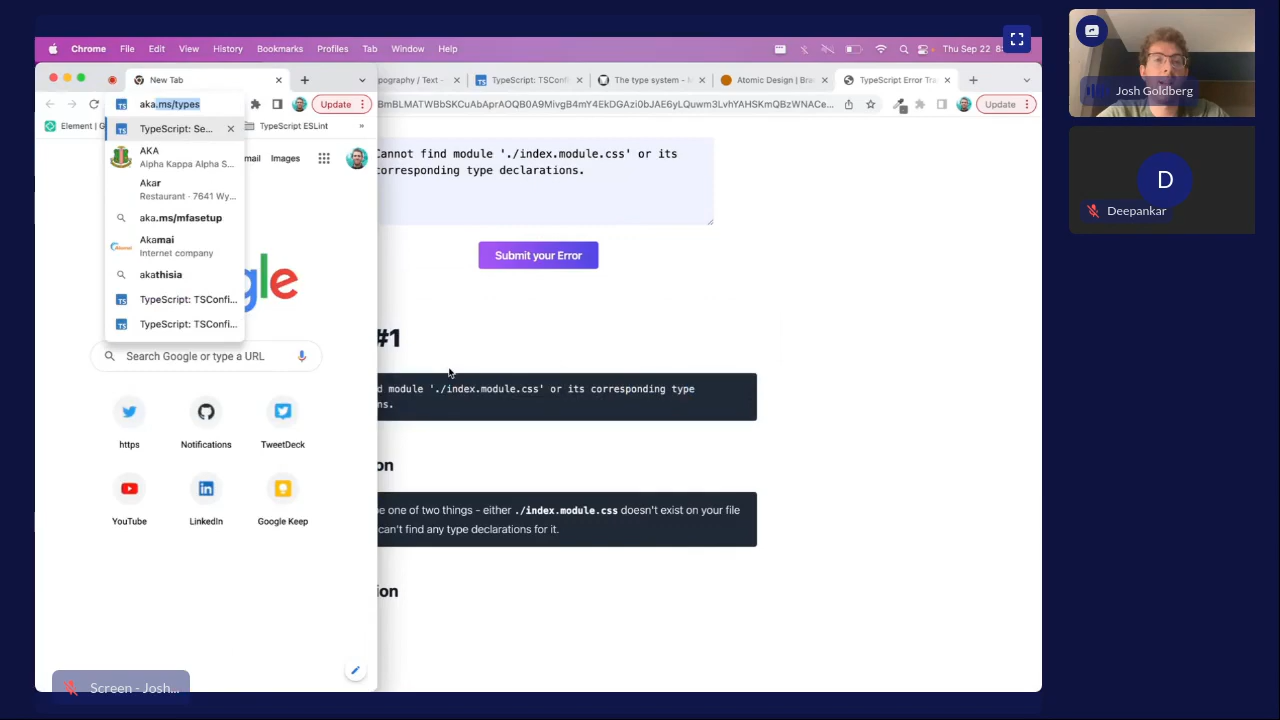 Chrome File Edit View History Bookmarks Profiles Tab Window Help
Thu Sep 22 8:
New Tab
pography / Text -
TypeScript: TSConf
The type system -
Atomic Design | Bra
TypeScript Error Tra
aka.ms/types
Update
BmBLMATWBbSKCuAbAprAOQB0A9MivgB4mY4EkDGAzi0bJAE6yLQuwm3LvhYAHSKmQBzWNACe...
Update
Element | G
TypeScript ESLint
»
TypeScript: Se...
AKA
Alpha Kappa Alpha S...
Akar
Restaurant · 7641 Wy...
aka.ms/mfasetup
Akamai
Internet company
akathisia
TypeScript: TSConfi...
TypeScript: TSConfi...
mail
Images
gle
Search Google or type a URL
https
Notifications
TweetDeck
YouTube
LinkedIn
Google Keep
Cannot find module './index.module.css' or its
corresponding type declarations.
Submit your Error
#1
d module './index.module.css' or its corresponding type
ns.
on
e one of two things - either ./index.module.css doesn't exist on your file
can't find any type declarations for it.
ion
Screen - Josh...
Josh Goldberg
D
Deepankar